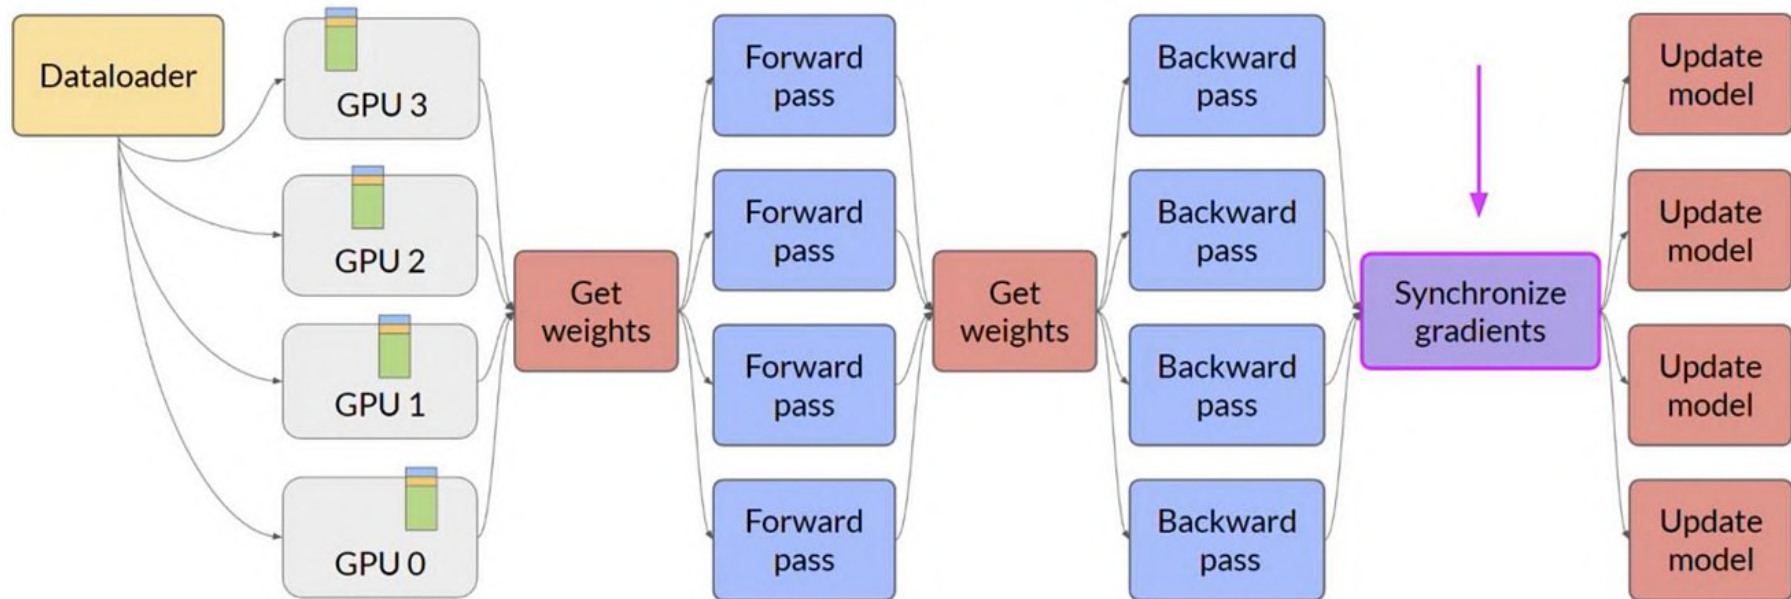 Dataloader
GPU 3
GPU 2
GPU 1
GPU 0
Get
weights
Forward
pass
Forward
pass
Forward
pass
Forward
pass
Get
weights
Backward
pass
Backward
pass
Backward
pass
Backward
pass
Synchronize
gradients
Update
model
Update
model
Update
model
Update
model